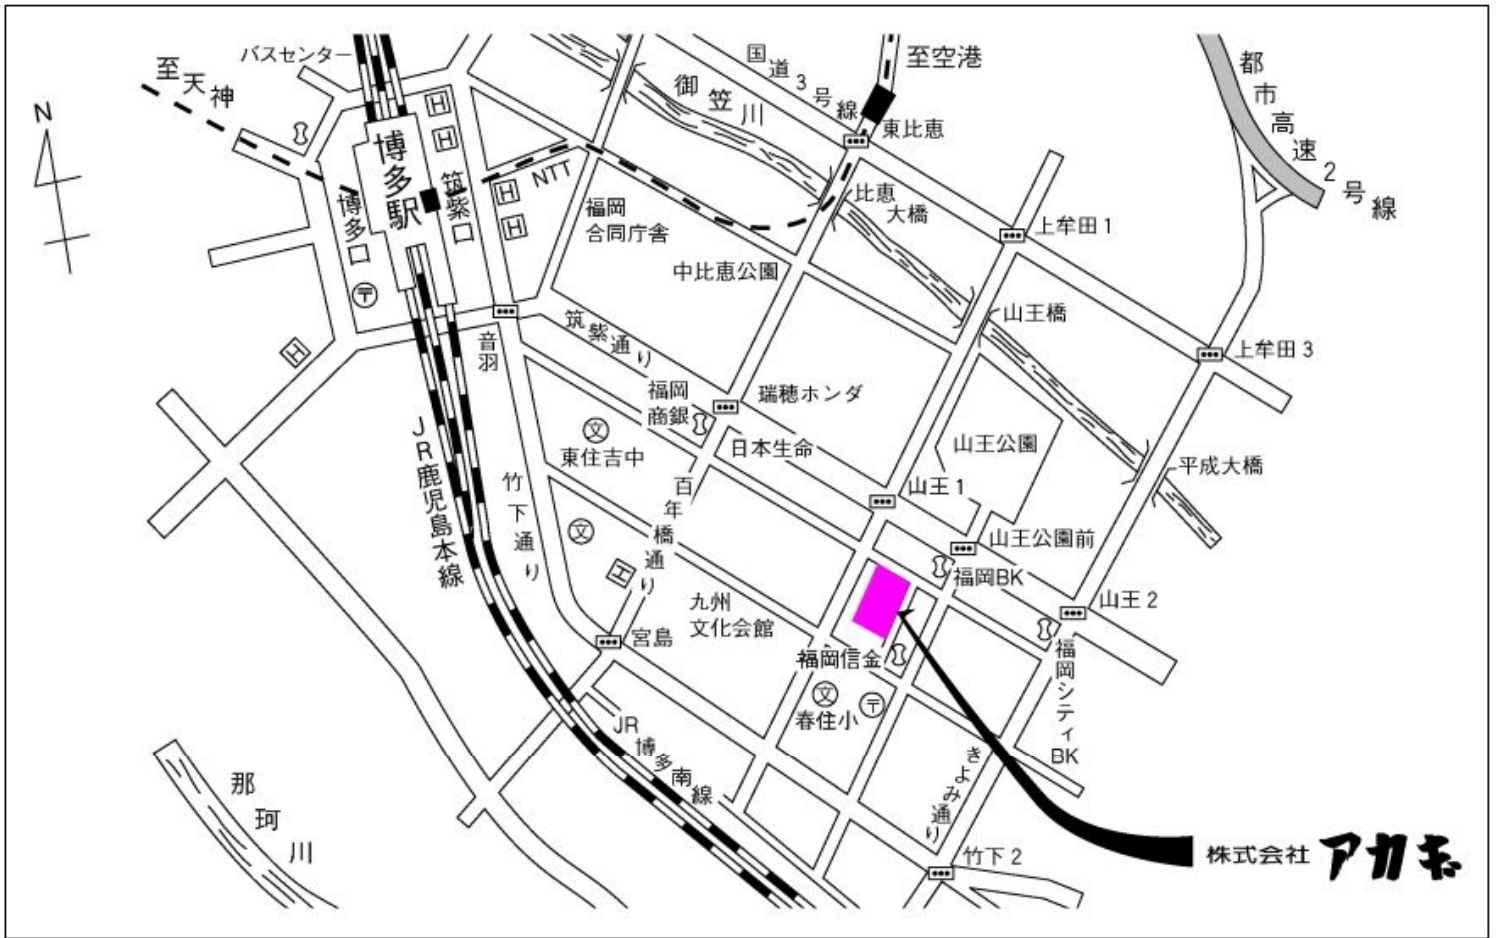 バスセンター
至天神
N
博多駅
博多口
筑紫口
〒
H
H
H
H
H
NTT
御笠川
国道3号線
至空港
東比恵
都市高速2号線
比恵大橋
福岡
合同庁舎
中比恵公園
上牟田1
山王橋
上牟田3
音羽
筑紫通り
福岡
商銀
瑞穂ホンダ
日本生命
文
東住吉中
山王公園
平成大橋
JR鹿児島本線
竹下通り
百年橋通り
文
H
山王1
山王公園前
福岡BK
山王2
九州
文化会館
宮島
福岡信金
文
春住小
〒
福岡シティBK
JR博多南線
きよみ通り
竹下2
那珂川
株式会社 アカギ